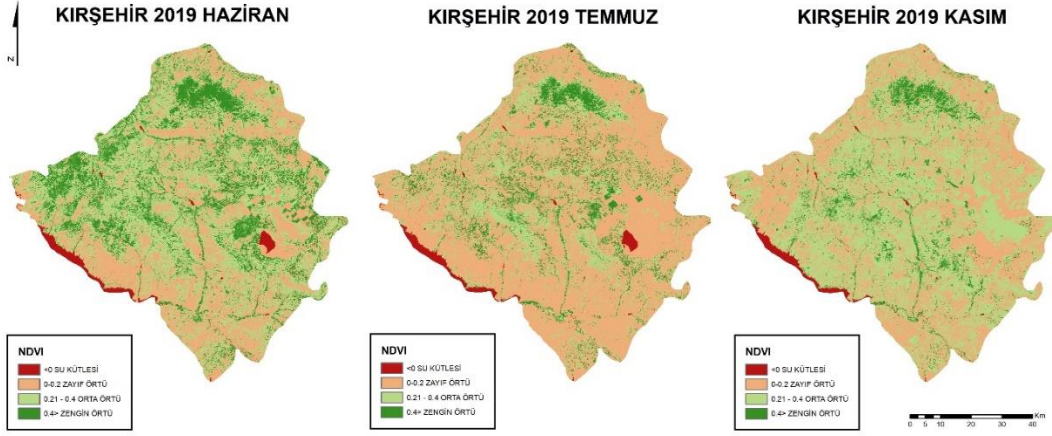 KIRŞEHİR 2019 HAZİRAN
KIRŞEHİR 2019 TEMMUZ
KIRŞEHİR 2019 KASIM
N
NDVI
<0 SU KÜTLESİ
0-0.2 ZAYIF ÖRTÜ
0.21 - 0.4 ORTA ÖRTÜ
0.4> ZENGİN ÖRTÜ
NDVI
<0 SU KÜTLESİ
0-0.2 ZAYIF ÖRTÜ
0.21 - 0.4 ORTA ÖRTÜ
0.4> ZENGİN ÖRTÜ
NDVI
<0 SU KÜTLESİ
0-0.2 ZAYIF ÖRTÜ
0.21 - 0.4 ORTA ÖRTÜ
0.4> ZENGİN ÖRTÜ
Km
0 5 10 20 30 40